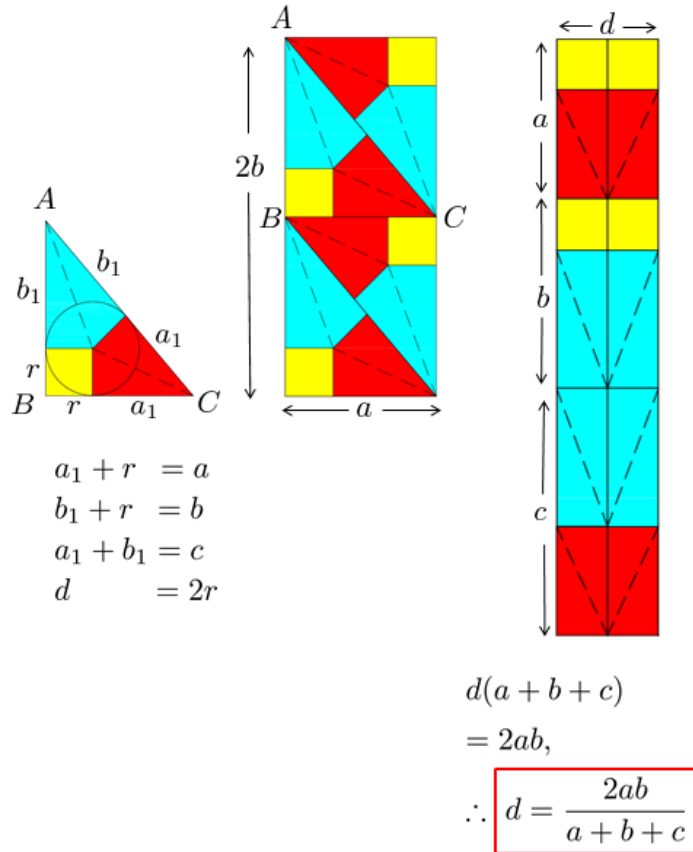 A
b₁
b₁
a₁
r
B
r
a₁
C
a₁ + r = a
b₁ + r = b
a₁ + b₁ = c
d = 2r
A
2b
B
C
a
d
a
b
c
d(a + b + c)
= 2ab,
∴ d = 2ab / (a + b + c)